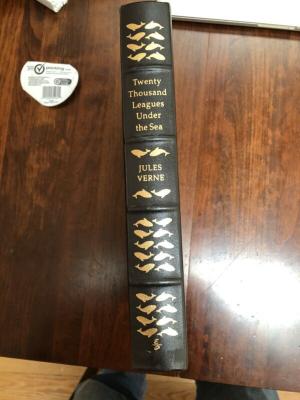 Twenty
Thousand
Leagues
Under
the Sea
JULES
VERNE